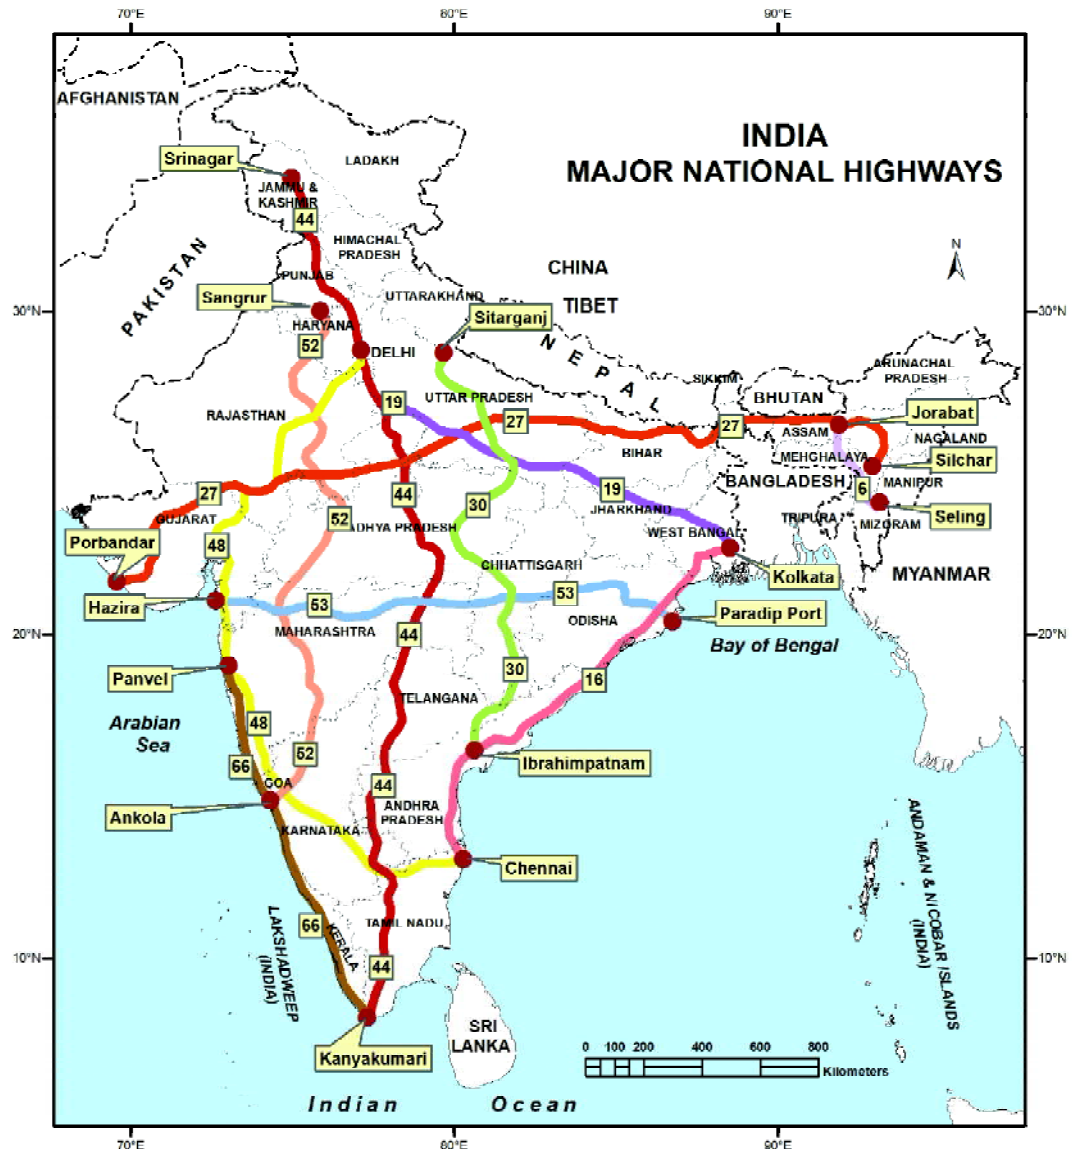 70°E 80°E 90°E
AFGHANISTAN
INDIA
MAJOR NATIONAL HIGHWAYS
Srinagar
LADAKH
JAMMU &
KASHMIR
44
HIMACHAL
PRADESH
PAKISTAN
PUNJAB
CHINA
TIBET
N
UTTARAKHAND
Sangrur
30°N
30°N
HARYANA
Sitarganj
52
DELHI
NEPAL
ARUNACHAL
PRADESH
SIKKIM
BHUTAN
UTTAR PRADESH
19
RAJASTHAN
27
27
Jorabat
ASSAM
NAGALAND
BIHAR
MEHGHALAYA
Silchar
BANGLADESH
MANIPUR
6
27
44
30
19
JHARKHAND
GUJARAT
52
ADHYA PRADESH
TRIPURA
MIZORAM
Seling
WEST BANGAL
Porbandar
48
CHHATTISGARH
Kolkata
MYANMAR
Hazira
53
53
ODISHA
Paradip Port
20°N
20°N
MAHARASHTRA
44
Bay of Bengal
Panvel
30
16
TELANGANA
Arabian
Sea
48
52
66
Ibrahimpatnam
GOA
44
Ankola
ANDHRA
PRADESH
KARNATAKA
Chennai
ANDAMAN & NICOBAR ISLANDS
(INDIA)
LAKSHADWEEP
(INDIA)
66
KERALA
TAMIL NADU
10°N
10°N
44
Kanyakumari
SRI
LANKA
0 100 200 400 600 800
Kilometers
Indian Ocean
70°E 80°E 90°E